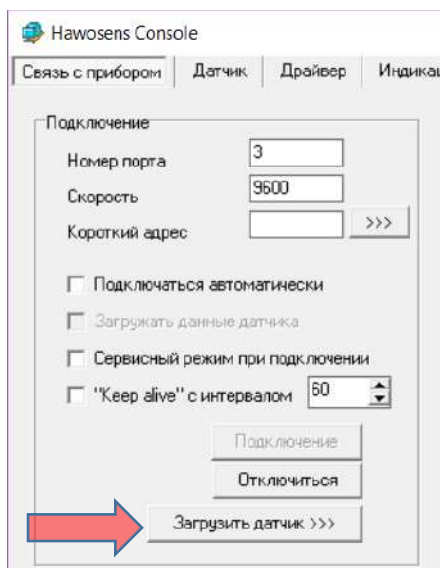 Hawosens Console
Связь с прибором Датчик Драйвер Индикац
Подключение
Номер порта 3
Скорость 9600
Короткий адрес >>>
Подключаться автоматически
Загружать данные датчика
Сервисный режим при подключении
"Keep alive" с интервалом 60
Подключение
Отключиться
Загрузить датчик >>>